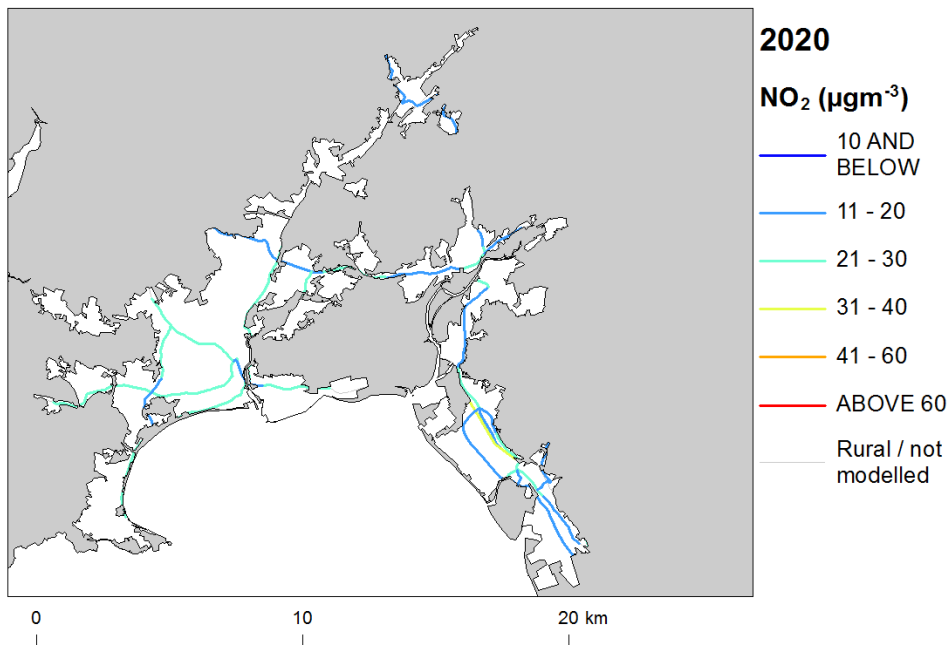 2020
NO₂ (µgm⁻³)
10 AND
BELOW
11 - 20
21 - 30
31 - 40
41 - 60
ABOVE 60
Rural / not
modelled
0 10 20 km